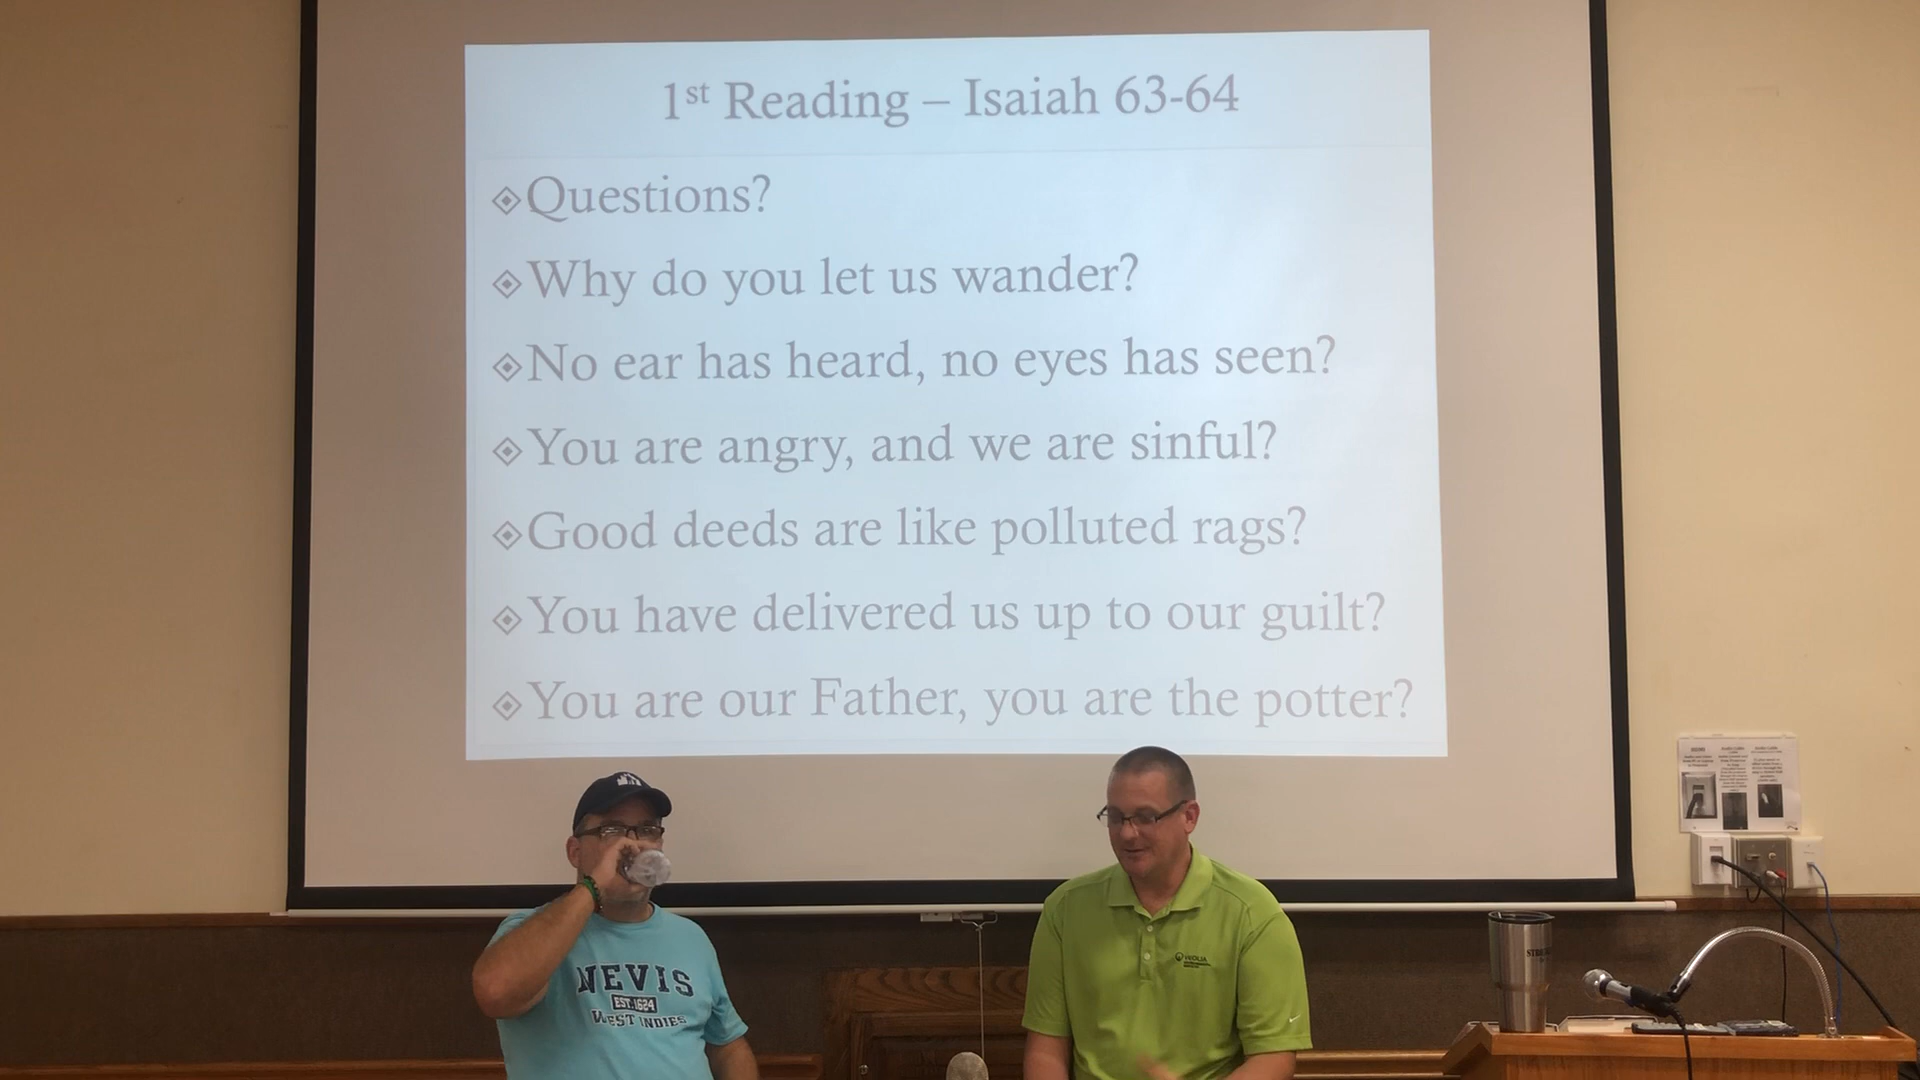 1st Reading – Isaiah 63-64
Questions?
Why do you let us wander?
No ear has heard, no eyes has seen?
You are angry, and we are sinful?
Good deeds are like polluted rags?
You have delivered us up to our guilt?
You are our Father, you are the potter?
NEVIS
EST. 1624
WEST INDIES
VEOLIA